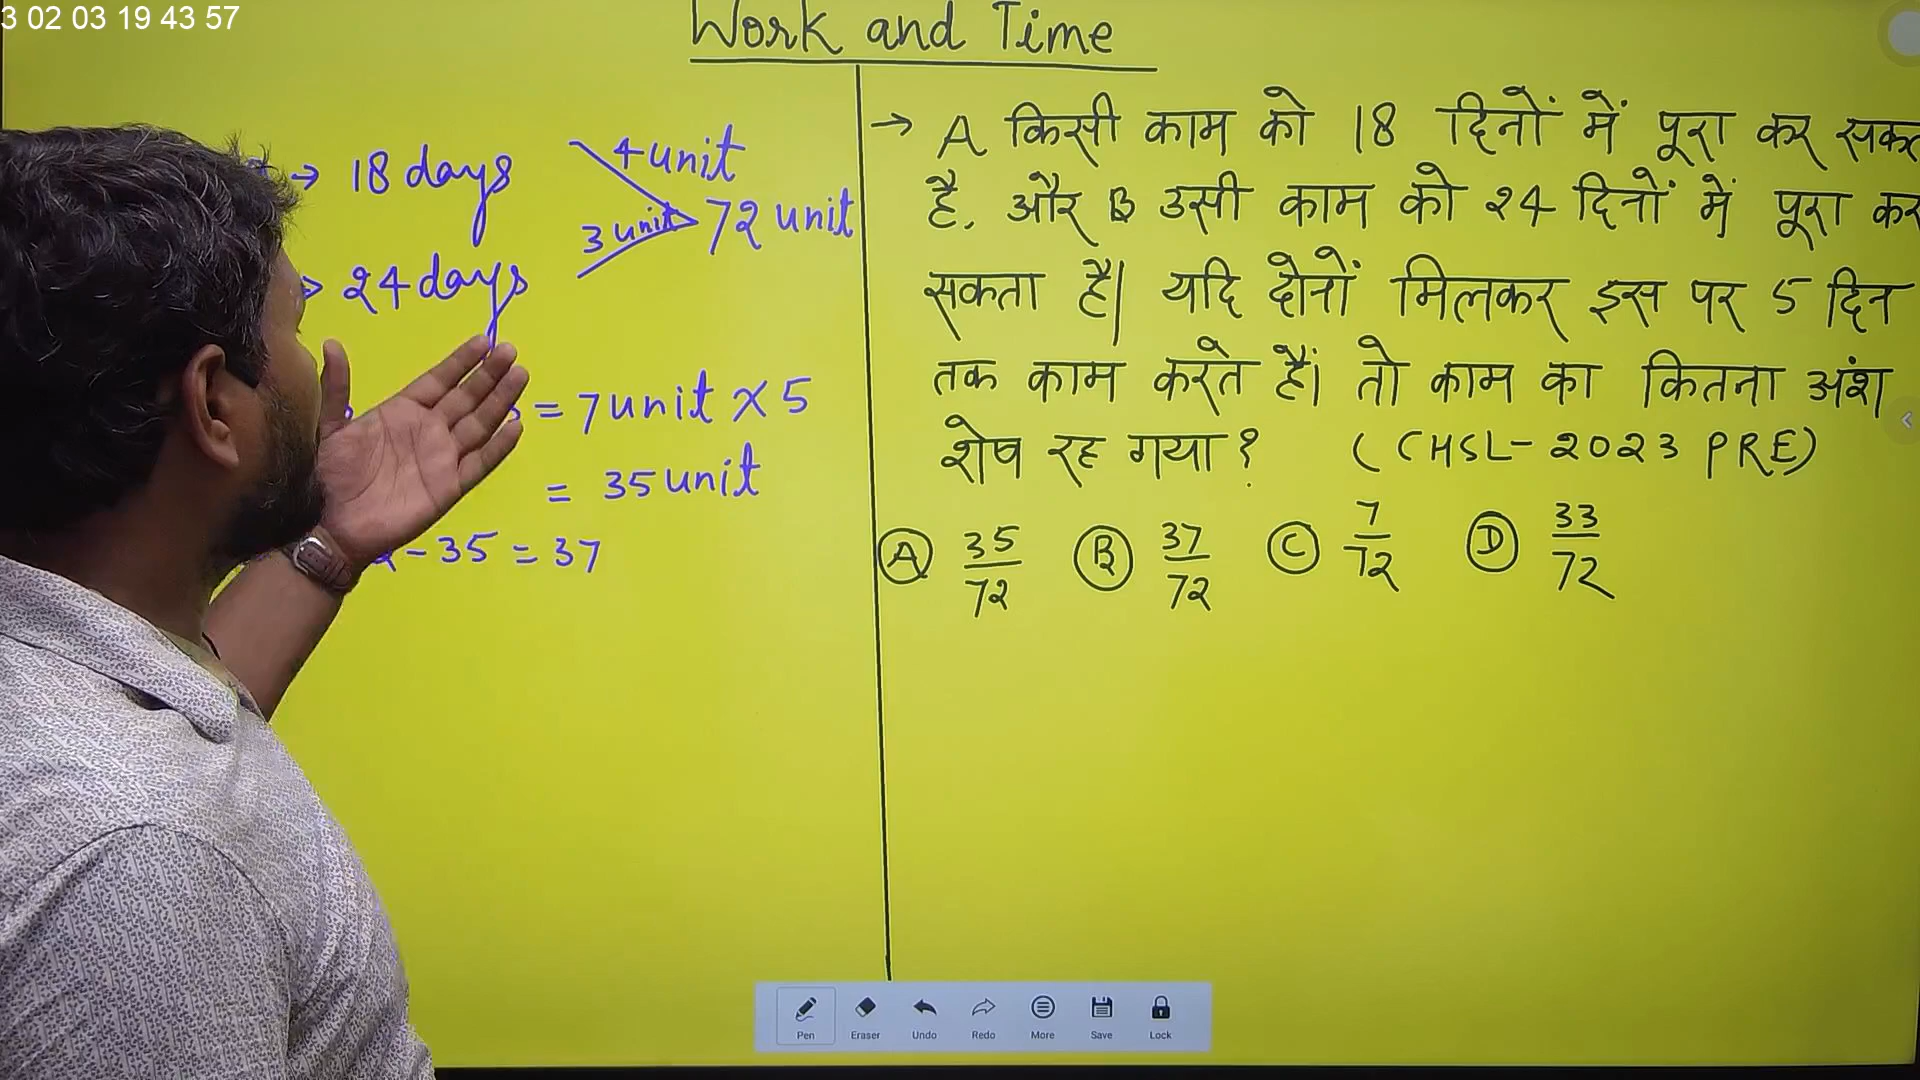 3 02 03 19 43 57
Work and Time
→ 18 days
4 unit
3 unit
72 unit
→ 24 days
= 7 unit × 5
= 35 unit
2 - 35 = 37
→ A किसी काम को 18 दिनों में पूरा कर सकत
है. और B उसी काम को 24 दिनों में पूरा कर
सकता है| यदि दोनों मिलकर इस पर 5 दिन
तक काम करते हैं। तो काम का कितना अंश
शेष रह गया ? (CHSL-2023 PRE)
Ⓐ 35/72 Ⓑ 37/72 Ⓒ 7/72 Ⓓ 33/72
Pen Eraser Undo Redo More Save Lock